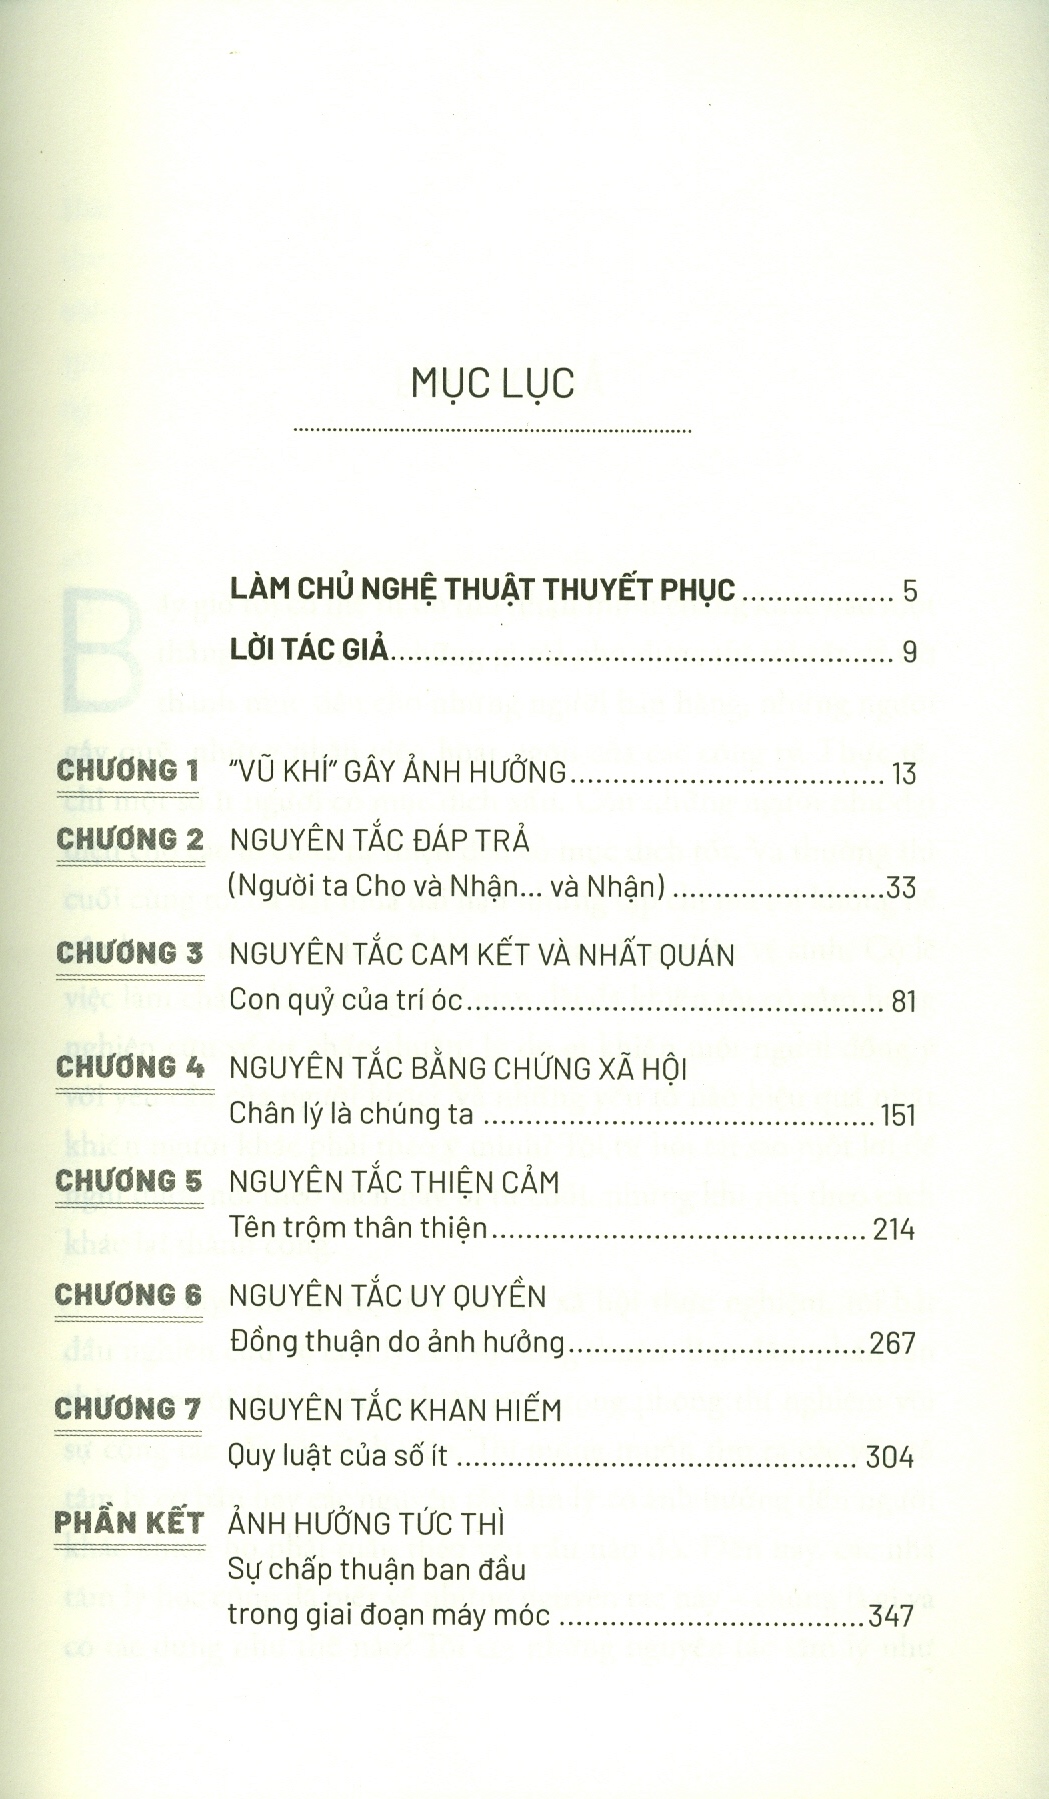 MỤC LỤC
LÀM CHỦ NGHỆ THUẬT THUYẾT PHỤC.................. 5
LỜI TÁC GIẢ........................................................... 9
CHƯƠNG 1 "VŨ KHÍ" GÂY ẢNH HƯỞNG..................................... 13
CHƯƠNG 2 NGUYÊN TẮC ĐÁP TRẢ
(Người ta Cho và Nhận... và Nhận) .........................33
CHƯƠNG 3 NGUYÊN TẮC CAM KẾT VÀ NHẤT QUÁN
Con quỷ của trí óc................................................. 81
CHƯƠNG 4 NGUYÊN TẮC BẰNG CHỨNG XÃ HỘI
Chân lý là chúng ta ..............................................151
CHƯƠNG 5 NGUYÊN TẮC THIỆN CẢM
Tên trộm thân thiện............................................ 214
CHƯƠNG 6 NGUYÊN TẮC UY QUYỀN
Đồng thuận do ảnh hưởng...................................267
CHƯƠNG 7 NGUYÊN TẮC KHAN HIẾM
Quy luật của số ít ............................................... 304
PHẦN KẾT ẢNH HƯỞNG TỨC THÌ
Sự chấp thuận ban đầu
trong giai đoạn máy móc ....................................347